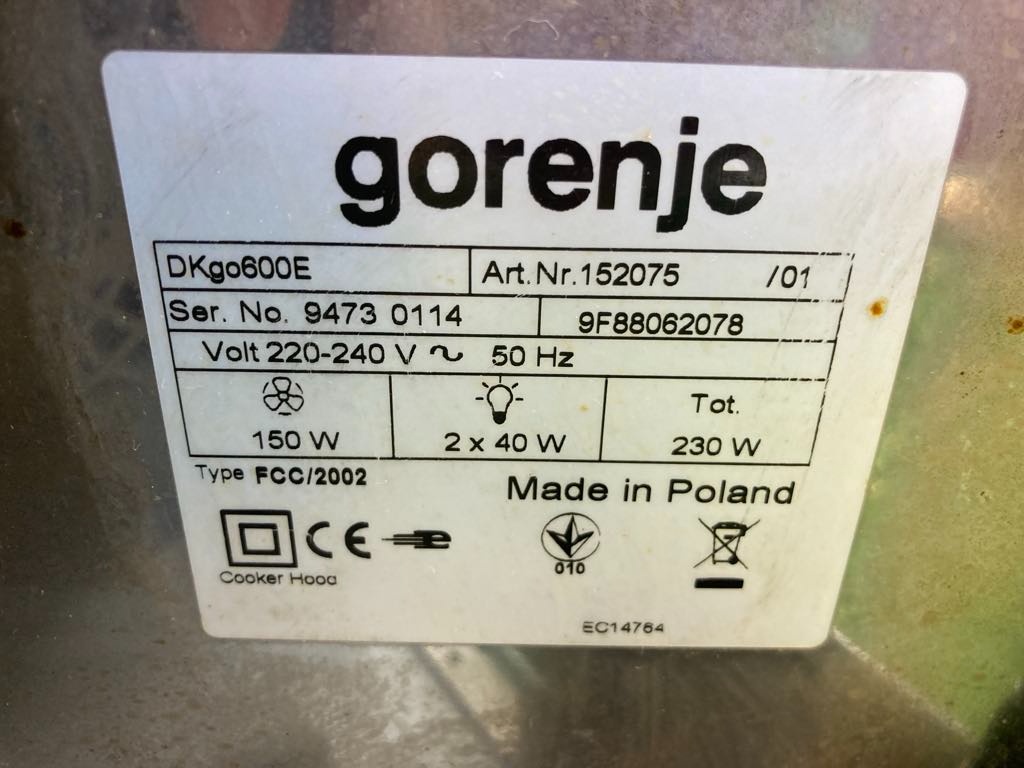 gorenje
DKgo600E Art.Nr.152075 /01
Ser. No. 9473 0114 9F88062078
Volt 220-240 V ~ 50 Hz
Tot.
150 W 2 x 40 W 230 W
Type FCC/2002
Made in Poland
CE
010
Cooker Hood
EC14764